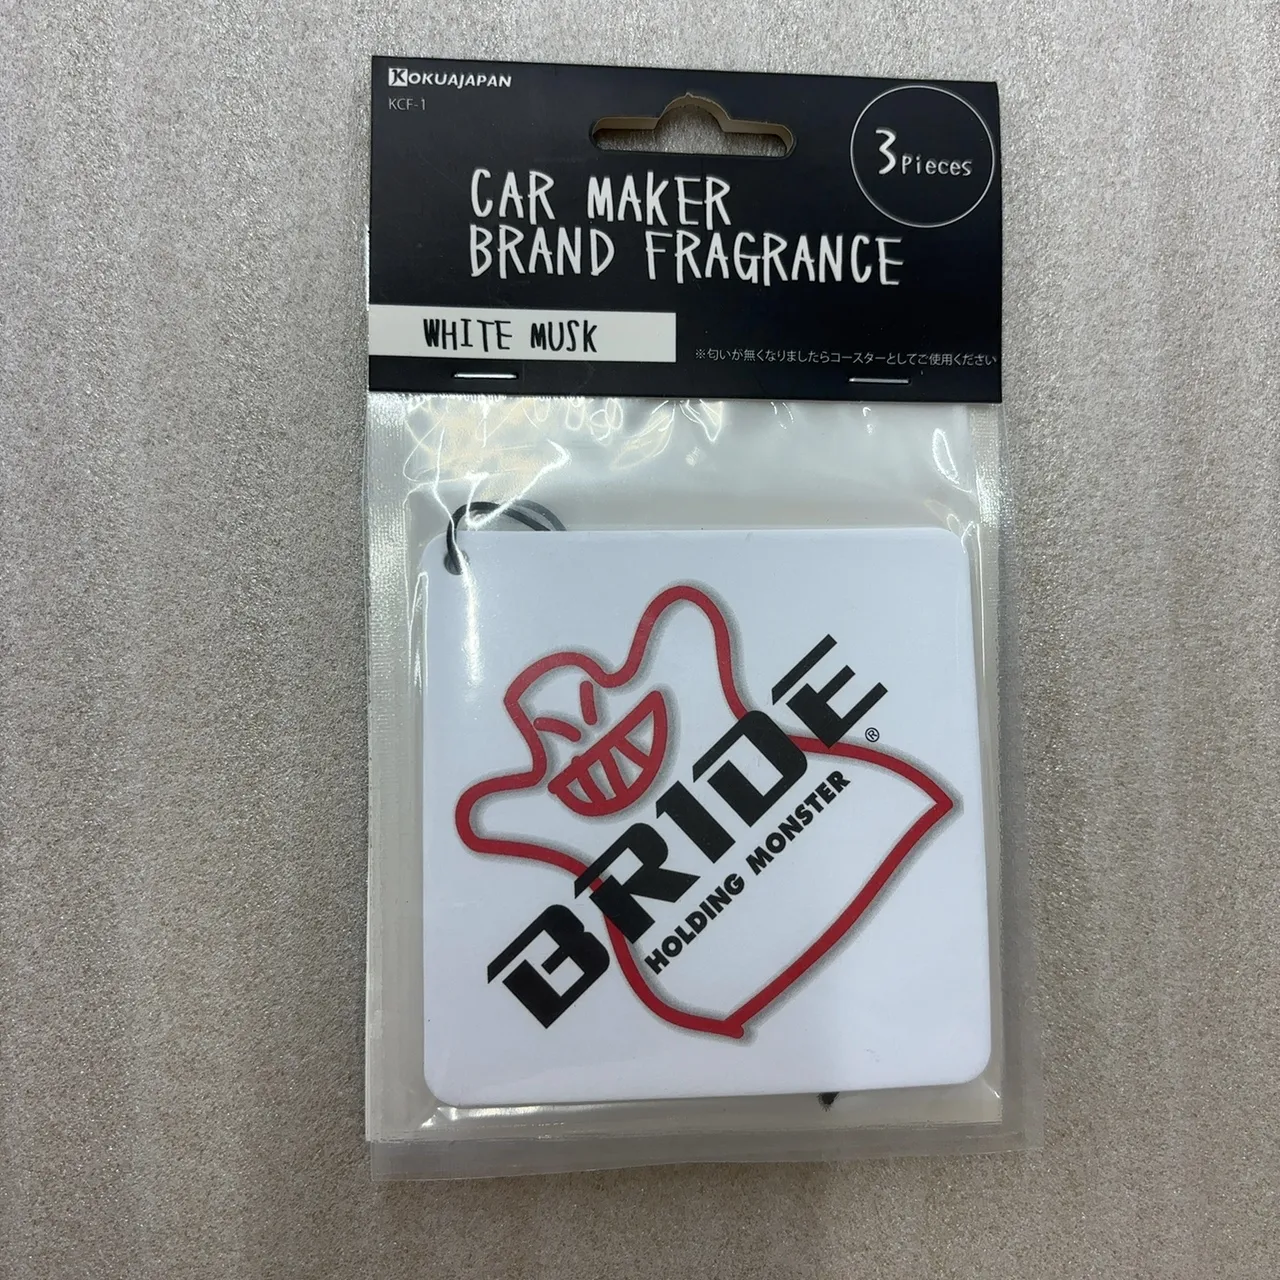 KOKUAJAPAN
KCF-1
3 Pieces
CAR MAKER
BRAND FRAGRANCE
WHITE MUSK
※匂いが無くなりましたらコースターとしてご使用ください
BRIDE®
HOLDING MONSTER